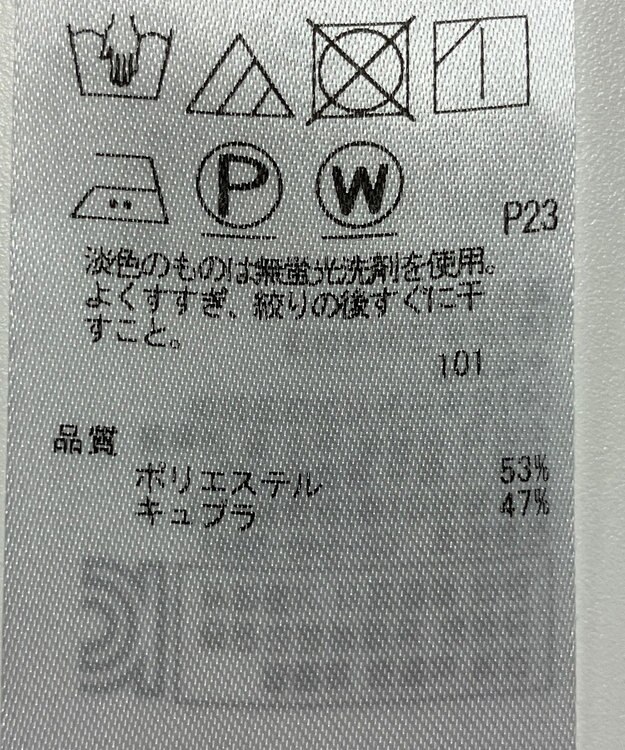 P W P23
淡色のものは無蛍光洗剤を使用。
よくすすぎ、絞りの後すぐに干
すこと。
101
品質
ポリエステル 53%
キュプラ 47%